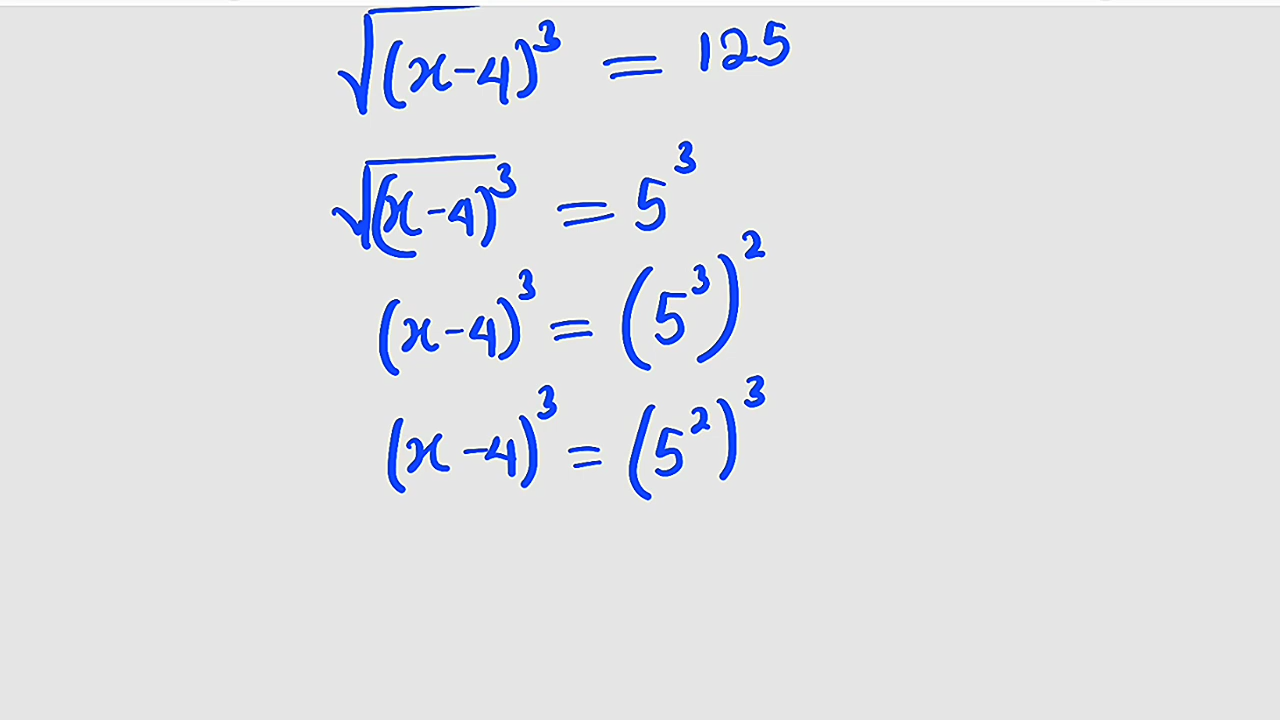 √(x-4)³ = 125
√(x-4)³ = 5³
(x-4)³ = (5³)²
(x-4)³ = (5²)³